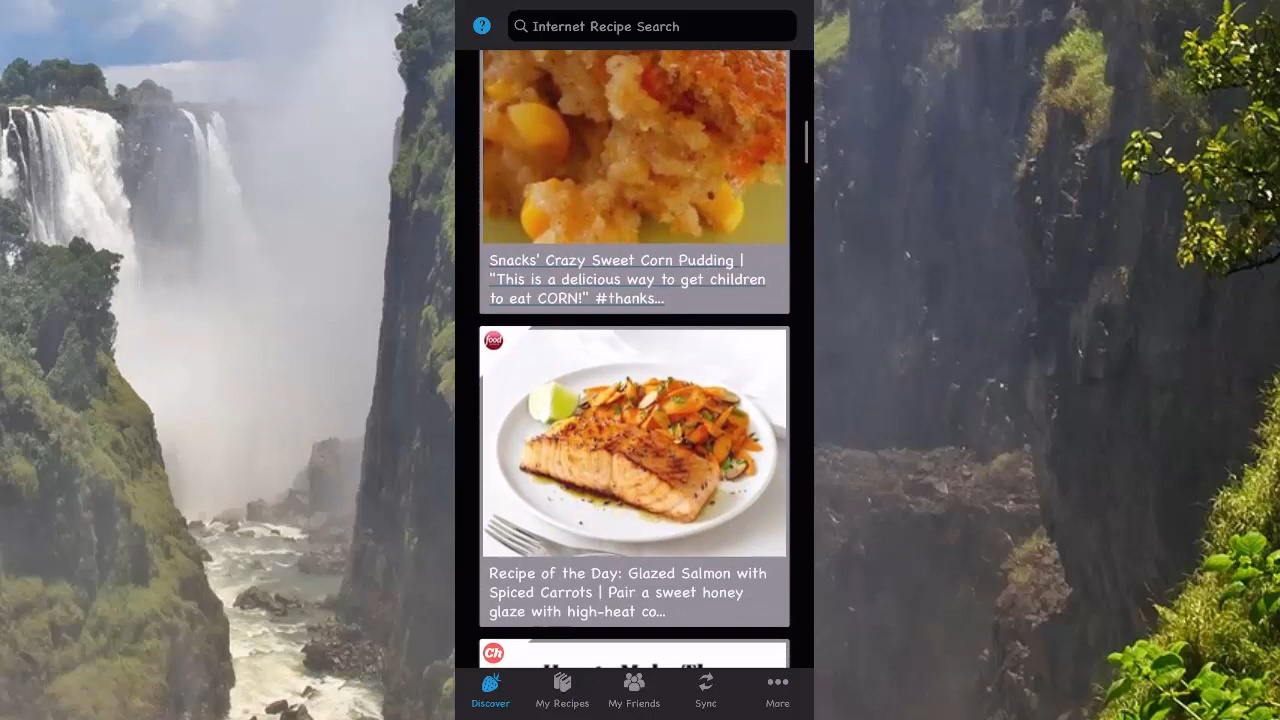 ?
Internet Recipe Search
Snacks' Crazy Sweet Corn Pudding |
"This is a delicious way to get children
to eat CORN!" #thanks...
food
Recipe of the Day: Glazed Salmon with
Spiced Carrots | Pair a sweet honey
glaze with high-heat co...
Ch
Discover
My Recipes
My Friends
Sync
More